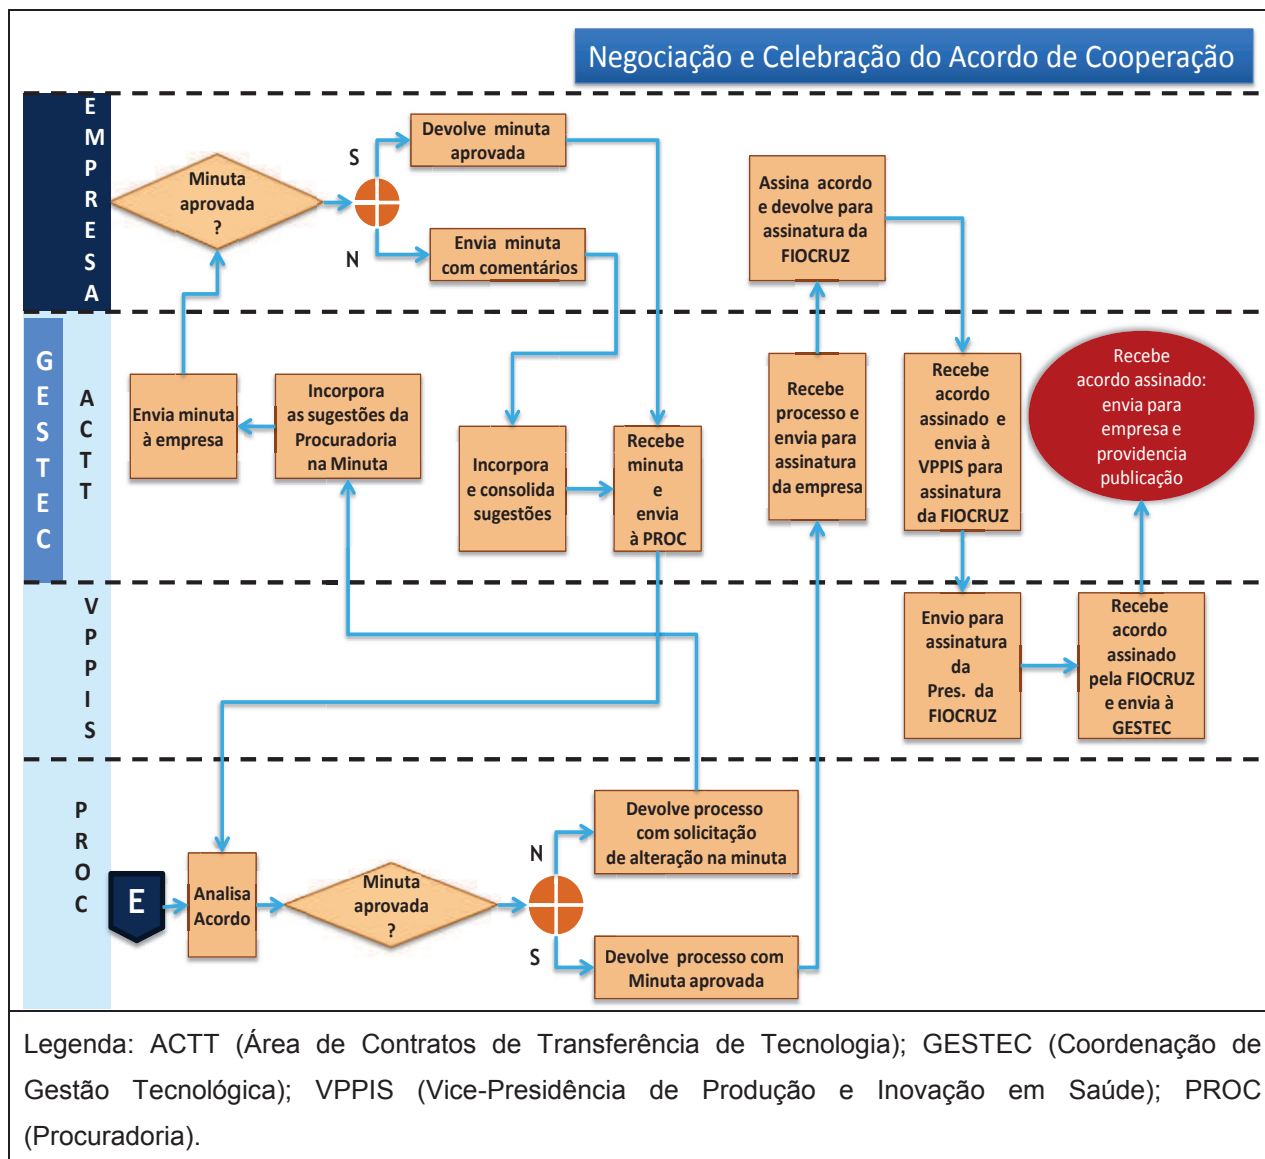 Negociação e Celebração do Acordo de Cooperação
E
M
P
R
E
S
A
Minuta
aprovada
?
S
N
Devolve minuta
aprovada
Envia minuta
com comentários
Assina acordo
e devolve para
assinatura da
FIOCRUZ
G
E
S
T
E
C
A
C
T
T
Envia minuta
à empresa
Incorpora
as sugestões da
Procuradoria
na Minuta
Incorpora
e consolida
sugestões
Recebe
minuta
e
envia
à PROC
Recebe
processo e
envia para
assinatura
da empresa
Recebe
acordo
assinado e
envia à
VPPIS para
assinatura
da FIOCRUZ
Recebe
acordo assinado:
envia para
empresa e
providencia
publicação
V
P
P
I
S
Envio para
assinatura
da
Pres. da
FIOCRUZ
Recebe
acordo
assinado
pela FIOCRUZ
e envia à
GESTEC
P
R
O
C
E
Analisa
Acordo
Minuta
aprovada
?
N
S
Devolve processo
com solicitação
de alteração na minuta
Devolve processo com
Minuta aprovada
Legenda: ACTT (Área de Contratos de Transferência de Tecnologia); GESTEC (Coordenação de
Gestão Tecnológica); VPPIS (Vice-Presidência de Produção e Inovação em Saúde); PROC
(Procuradoria).